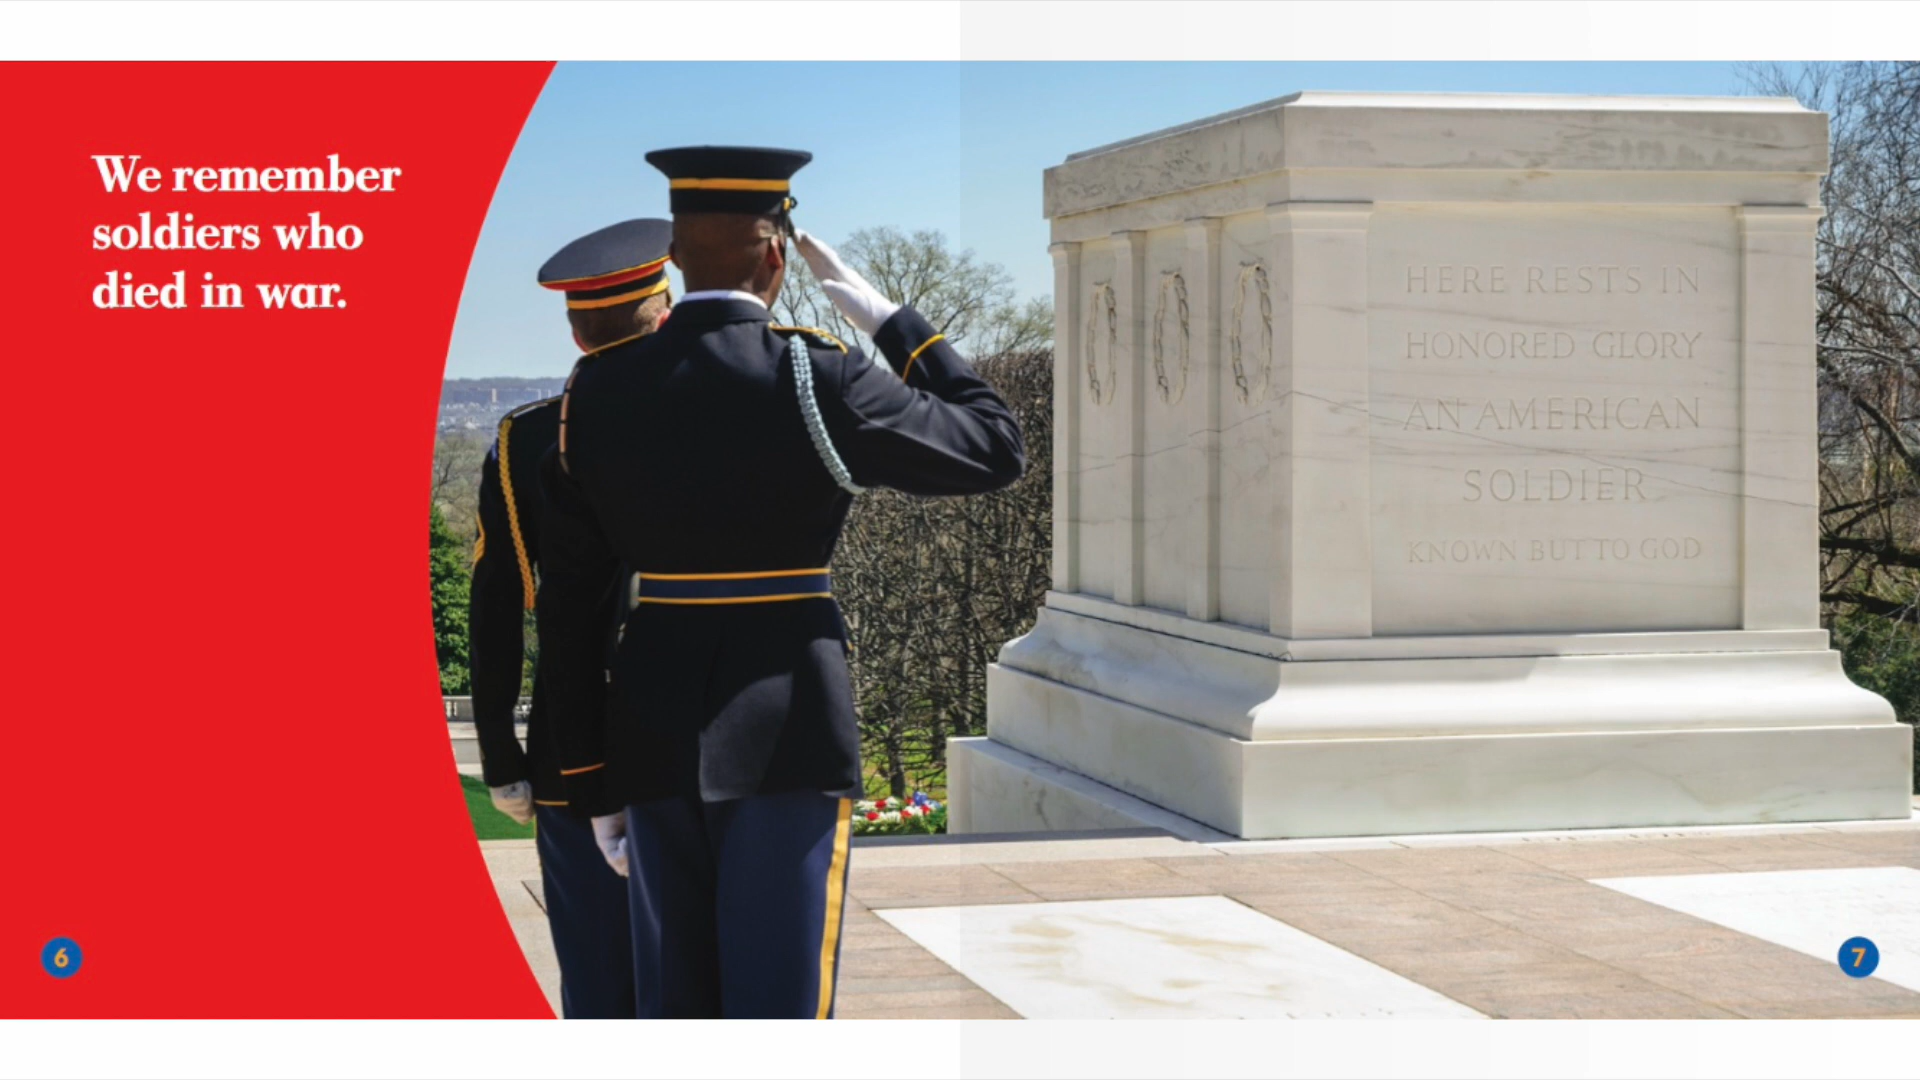 We remember
soldiers who
died in war.
6
HERE RESTS IN
HONORED GLORY
AN AMERICAN
SOLDIER
KNOWN BUT TO GOD
7